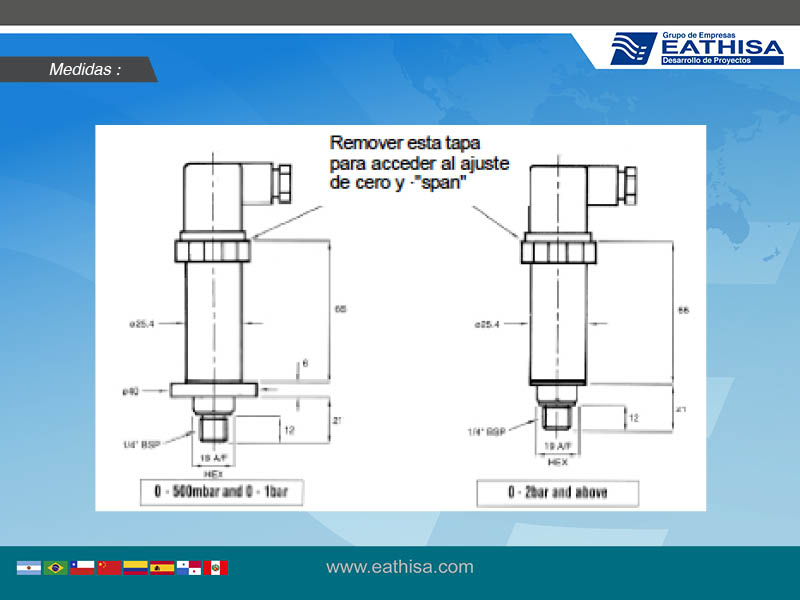 Grupo de Empresas
EATHISA
Desarrollo de Proyectos
Medidas :
Remover esta tapa
para acceder al ajuste
de cero y ·"span"
ø25.4
6
ø40
12
1/4" BSP
19 A/F
HEX
0 - 500mbar and 0 - 1bar
ø25.4
66
12
21
1/4" BSP
19 A/F
HEX
0 - 2bar and above
www.eathisa.com